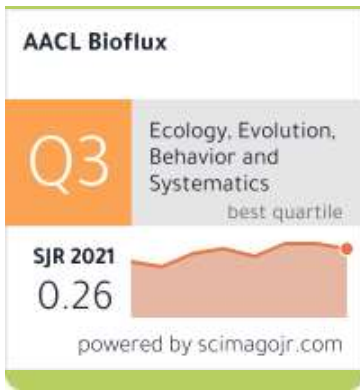 AACL Bioflux
Q3
Ecology, Evolution,
Behavior and
Systematics
best quartile
SJR 2021
0.26
powered by scimagojr.com